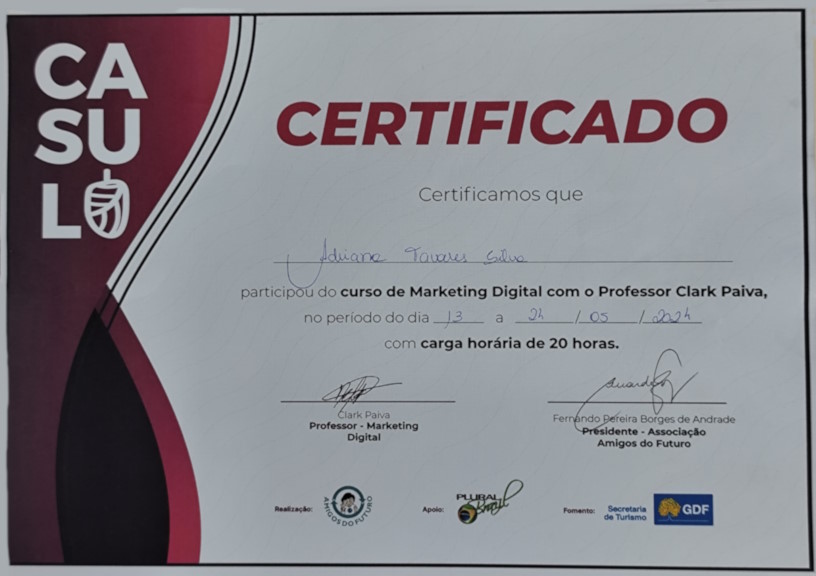 CA
SU
LO
CERTIFICADO
Certificamos que
Adriana Tavares Silva
participou do curso de Marketing Digital com o Professor Clark Paiva,
no período do dia 13 a 24 / 05 / 2024
com carga horária de 20 horas.
Clark Paiva
Professor - Marketing
Digital
Fernando Pereira Borges de Andrade
Presidente - Associação
Amigos do Futuro
Realização:
AMIGOS DO FUTURO
Apoio:
PLURAL
Brasil
Fomento:
Secretaria
de Turismo
GDF